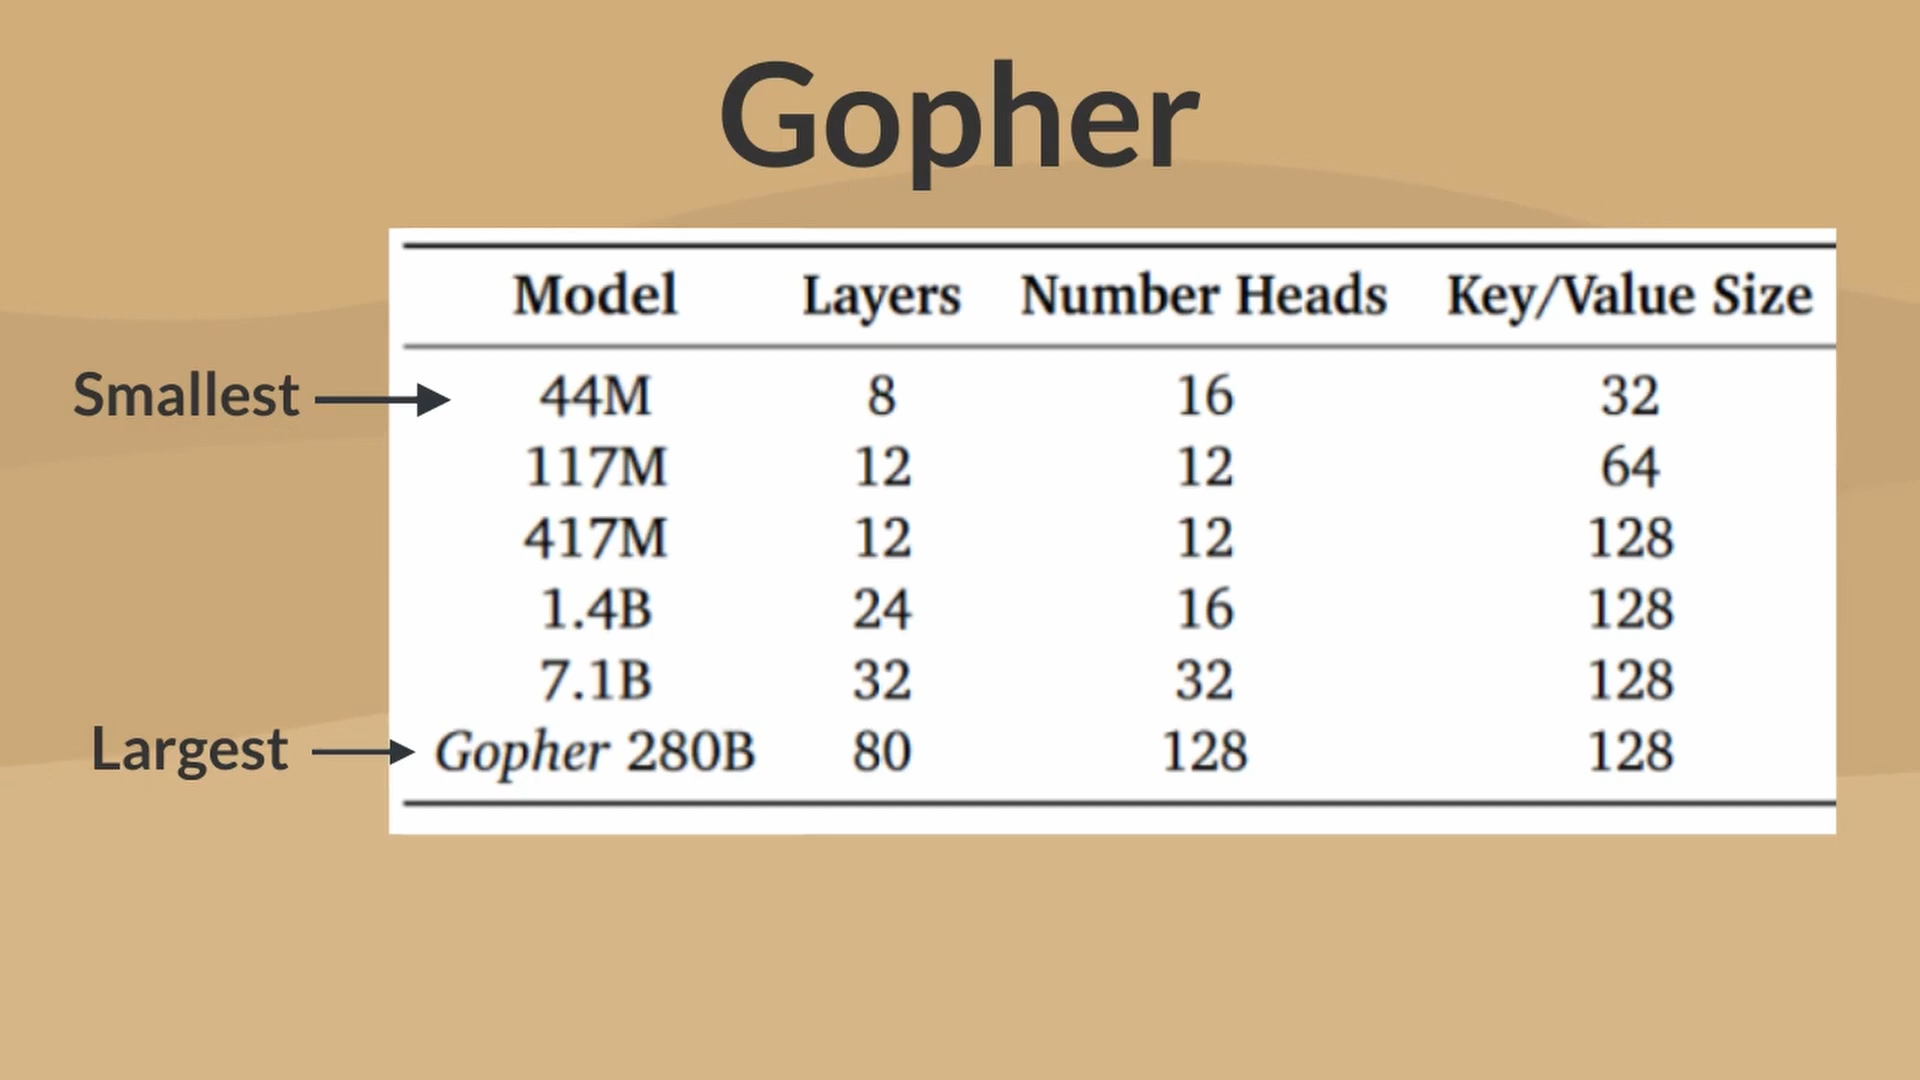 Gopher
Model Layers Number Heads Key/Value Size
Smallest 44M 8 16 32
117M 12 12 64
417M 12 12 128
1.4B 24 16 128
7.1B 32 32 128
Largest Gopher 280B 80 128 128